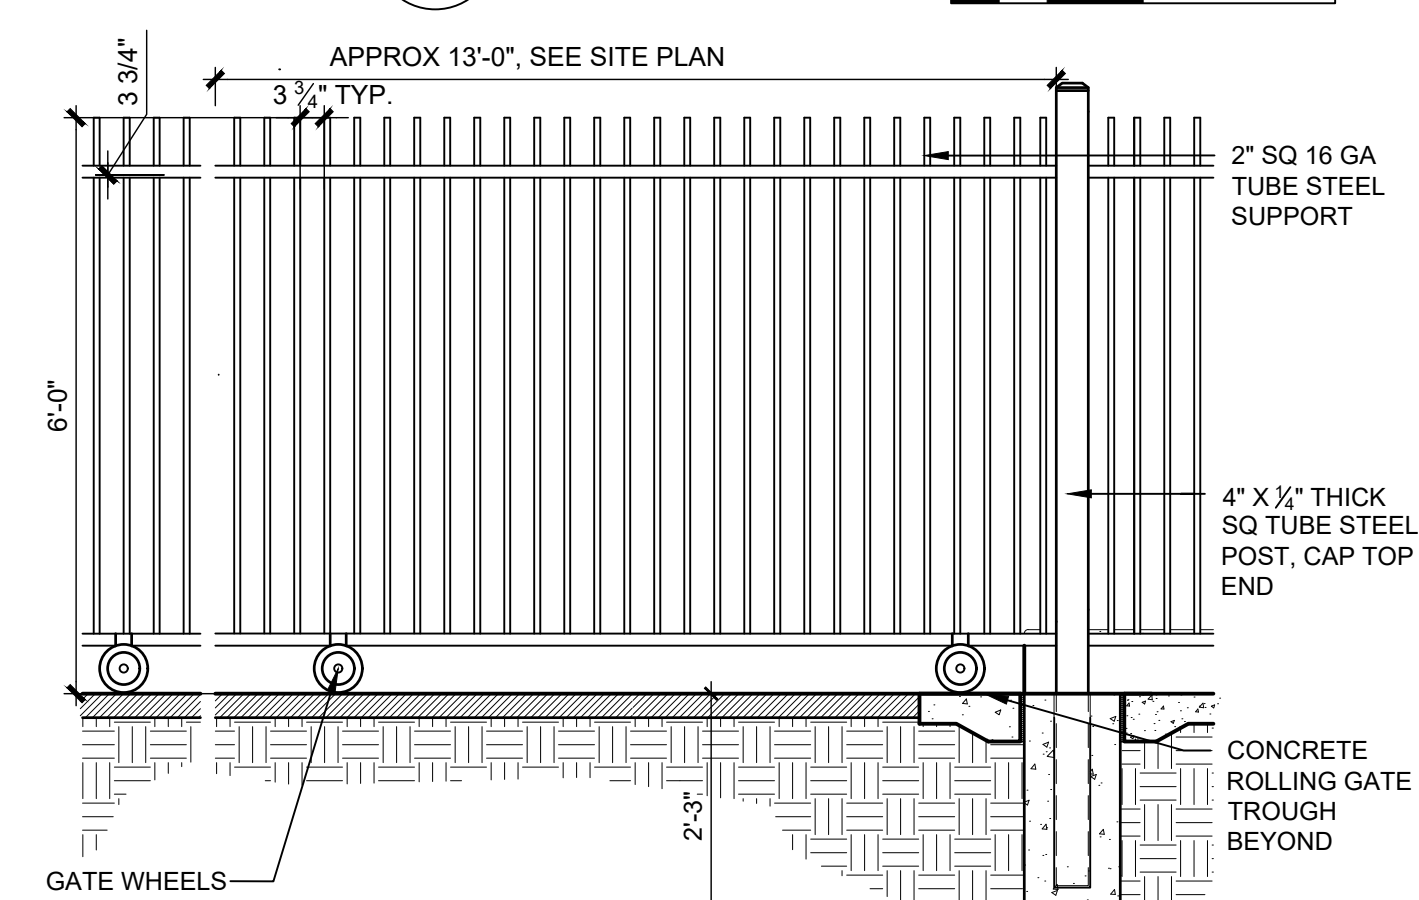 3 3/4"
APPROX 13'-0", SEE SITE PLAN
3 3/4" TYP.
2" SQ 16 GA
TUBE STEEL
SUPPORT
6'-0"
4" X 1/4" THICK
SQ TUBE STEEL
POST, CAP TOP
END
CONCRETE
ROLLING GATE
TROUGH
BEYOND
2'-3"
GATE WHEELS